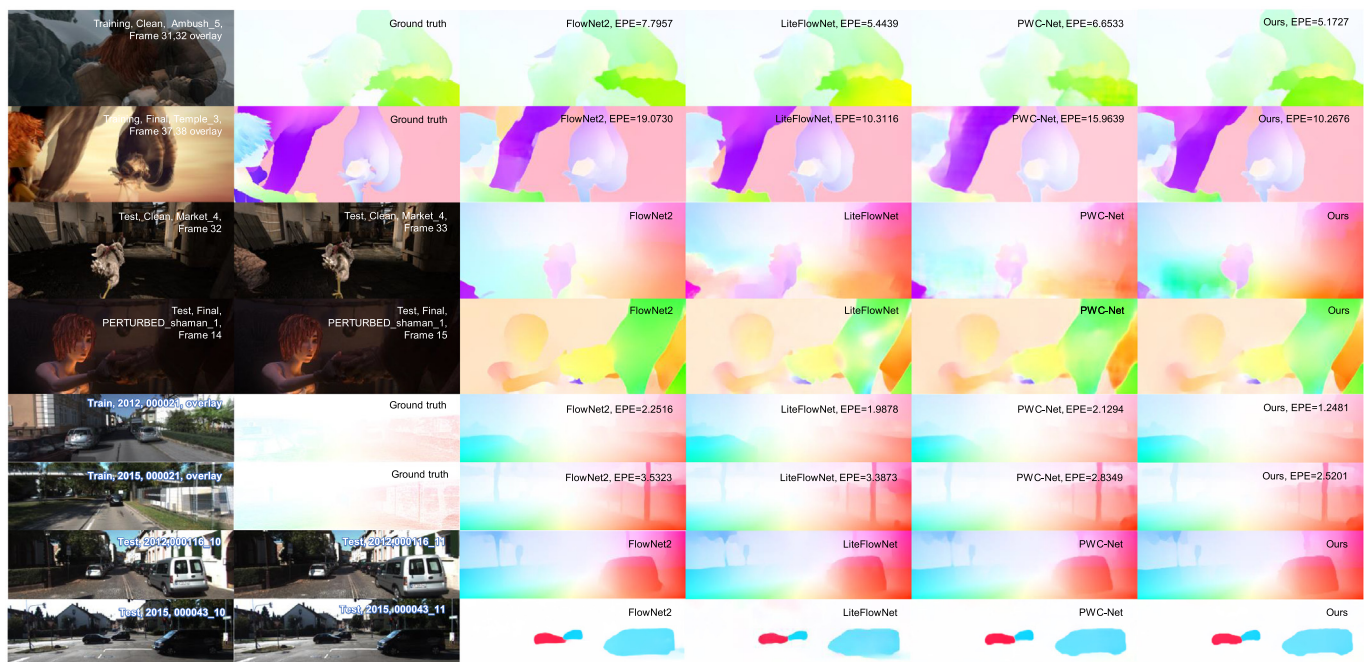 Training, Clean, Ambush_5,
Frame 31,32 overlay
Ground truth
FlowNet2, EPE=7.7957
LiteFlowNet, EPE=5.4439
PWC-Net, EPE=6.6533
Ours, EPE=5.1727
Training, Final, Temple_3,
Frame 37,38 overlay
Ground truth
FlowNet2, EPE=19.0730
LiteFlowNet, EPE=10.3116
PWC-Net, EPE=15.9639
Ours, EPE=10.2676
Test, Clean, Market_4,
Frame 32
Test, Clean, Market_4,
Frame 33
FlowNet2
LiteFlowNet
PWC-Net
Ours
Test, Final,
PERTURBED_shaman_1,
Frame 14
Test, Final,
PERTURBED_shaman_1,
Frame 15
FlowNet2
LiteFlowNet
PWC-Net
Ours
Train, 2012, 000021, overlay
Ground truth
FlowNet2, EPE=2.2516
LiteFlowNet, EPE=1.9878
PWC-Net, EPE=2.1294
Ours, EPE=1.2481
Train, 2015, 000021, overlay
Ground truth
FlowNet2, EPE=3.5323
LiteFlowNet, EPE=3.3873
PWC-Net, EPE=2.8349
Ours, EPE=2.5201
Test, 2012,000116_10
Test, 2012,000116_11
FlowNet2
LiteFlowNet
PWC-Net
Ours
Test, 2015, 000043_10
Test, 2015, 000043_11
FlowNet2
LiteFlowNet
PWC-Net
Ours